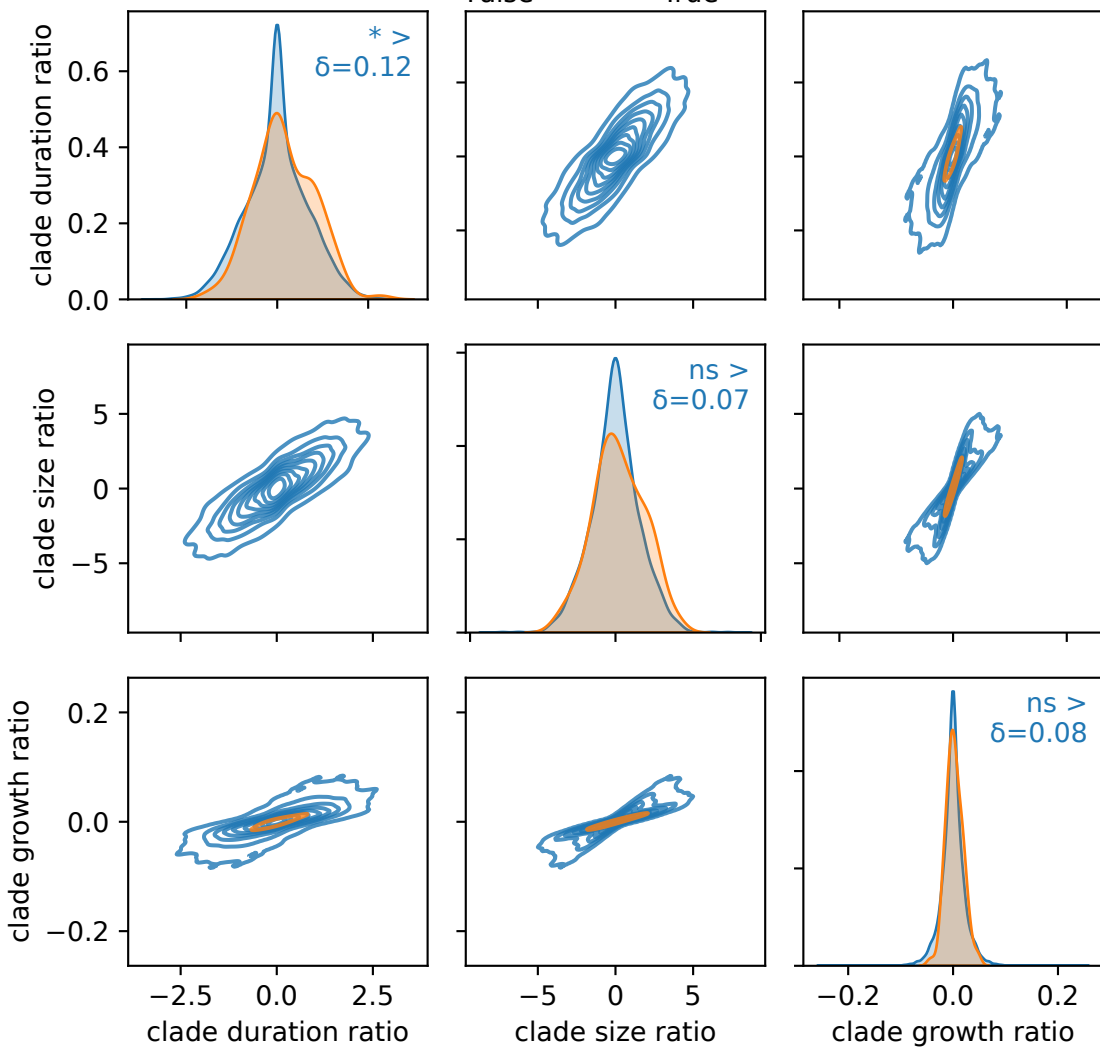 clade duration ratio
0.6
0.4
0.2
0.0
* >
δ=0.12
clade size ratio
5
0
−5
ns >
δ=0.07
clade growth ratio
0.2
0.0
−0.2
ns >
δ=0.08
−2.5 0.0 2.5 −5 0 5 −0.2 0.0 0.2
clade duration ratio clade size ratio clade growth ratio